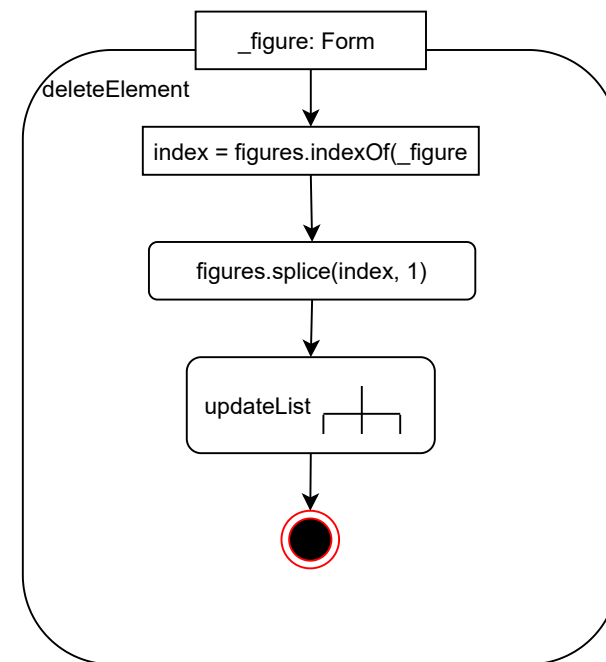 _figure: Form
deleteElement
index = figures.indexOf(_figure
figures.splice(index, 1)
updateList